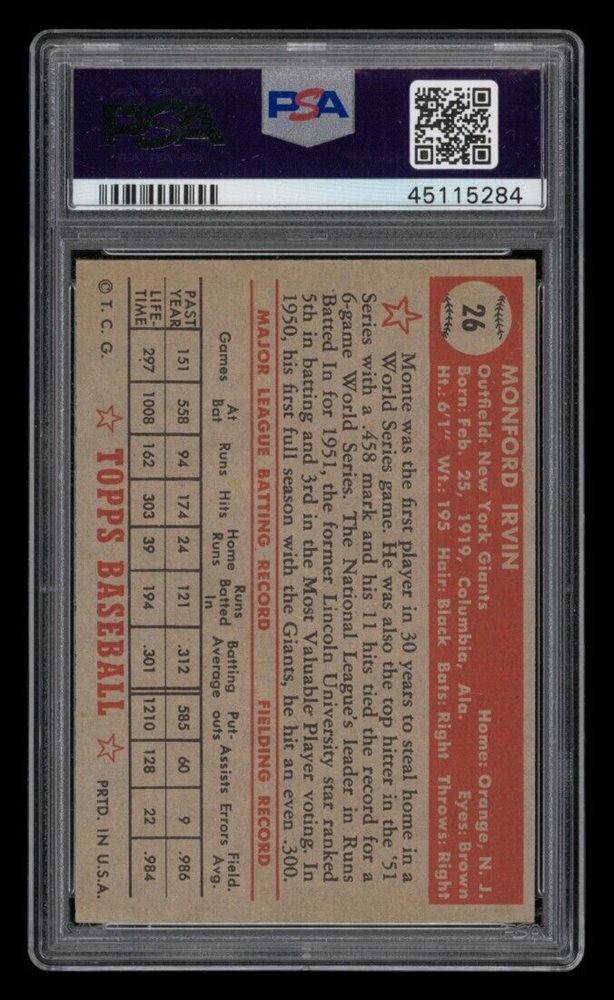 PSA
PSA
45115284
26
MONFORD IRVIN
Outfield: New York Giants Home: Orange, N. J.
Born: Feb. 25, 1919, Columbia, Ala. Eyes: Brown
Ht.: 6'1" Wt.: 195 Hair: Black Bats: Right Throws: Right
Monte was the first player in 30 years to steal home in a
World Series game. He was also the top hitter in the '51
Series with a .458 mark and his 11 hits tied the record for a
6-game World Series. The National League's leader in Runs
Batted In for 1951, the former Lincoln University star ranked
5th in batting and 3rd in the Most Valuable Player voting. In
1950, his first full season with the Giants, he hit an even .300.
MAJOR LEAGUE BATTING RECORD FIELDING RECORD
Games At Bat Runs Hits Home Runs Runs Batted In Batting Average Put-outs Assists Errors Field. Avg.
PAST YEAR 151 558 94 174 24 121 .312 585 60 9 .986
LIFE-TIME 297 1008 162 303 39 194 .301 1210 128 22 .984
© T. C. G. TOPPS BASEBALL PRTD. IN U.S.A.